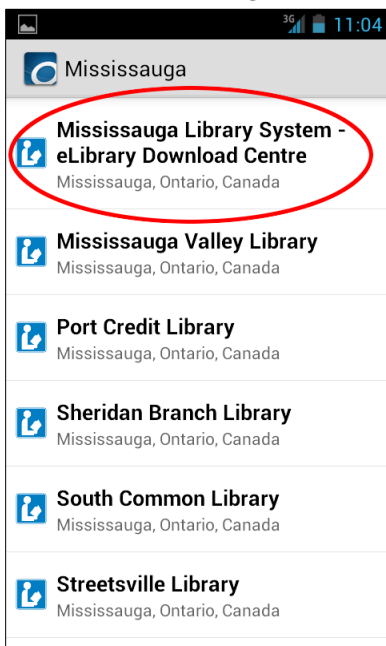 3G 11:04
Mississauga
Mississauga Library System -
eLibrary Download Centre
Mississauga, Ontario, Canada
Mississauga Valley Library
Mississauga, Ontario, Canada
Port Credit Library
Mississauga, Ontario, Canada
Sheridan Branch Library
Mississauga, Ontario, Canada
South Common Library
Mississauga, Ontario, Canada
Streetsville Library
Mississauga, Ontario, Canada